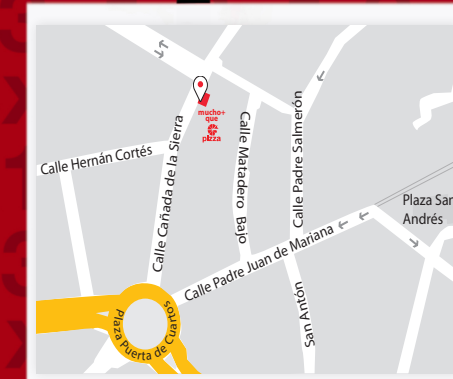 mucho+
que
pizza
Calle Hernán Cortés
Calle Cañada de la Sierra
Calle Matadero Bajo
Calle Padre Salmerón
Plaza San
Andrés
Calle Padre Juan de Mariana
San Antón
Plaza Puerta de Cuartos